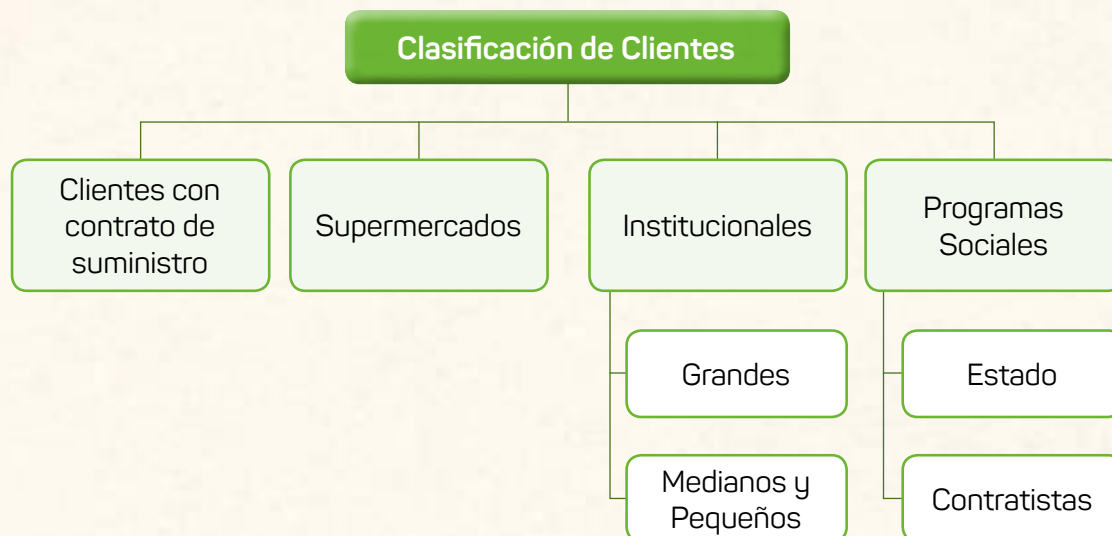 Clasificación de Clientes
Clientes con
contrato de
suministro
Supermercados
Institucionales
Programas
Sociales
Grandes
Estado
Medianos y
Pequeños
Contratistas